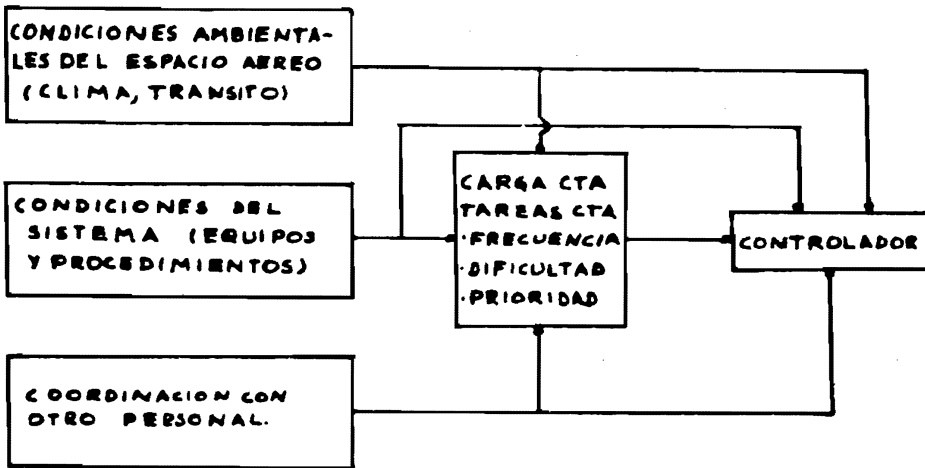 CONDICIONES AMBIENTA-
LES DEL ESPACIO AEREO
(CLIMA, TRANSITO)
CONDICIONES DEL
SISTEMA (EQUIPOS
Y PROCEDIMIENTOS)
COORDINACION CON
OTRO PERSONAL.
CARGA CTA
TAREAS CTA
·FRECUENCIA
·DIFICULTAD
·PRIORIDAD
CONTROLADOR